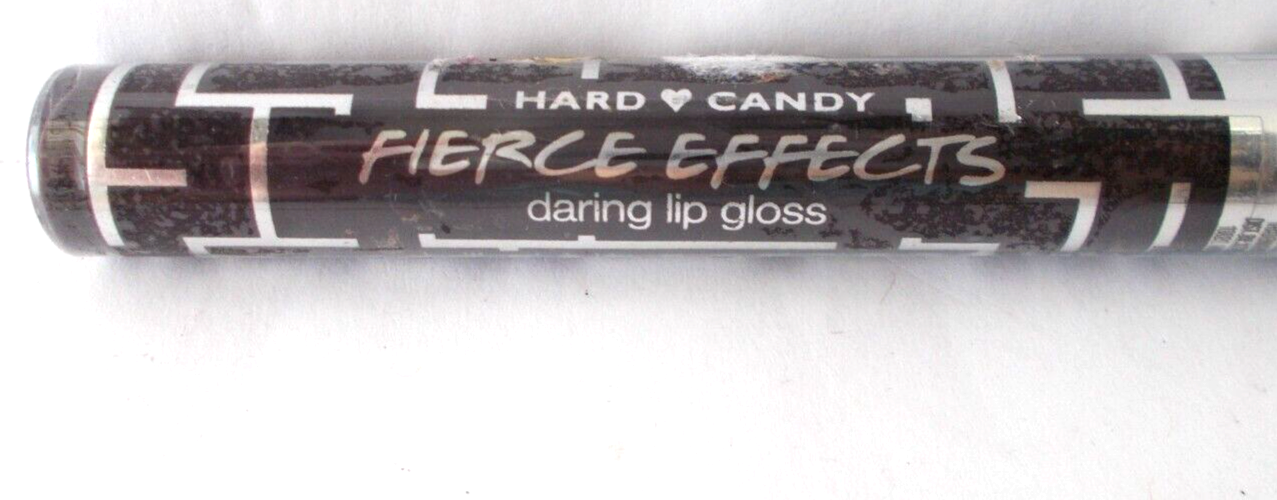 HARD ♥ CANDY
FIERCE EFFECTS
daring lip gloss